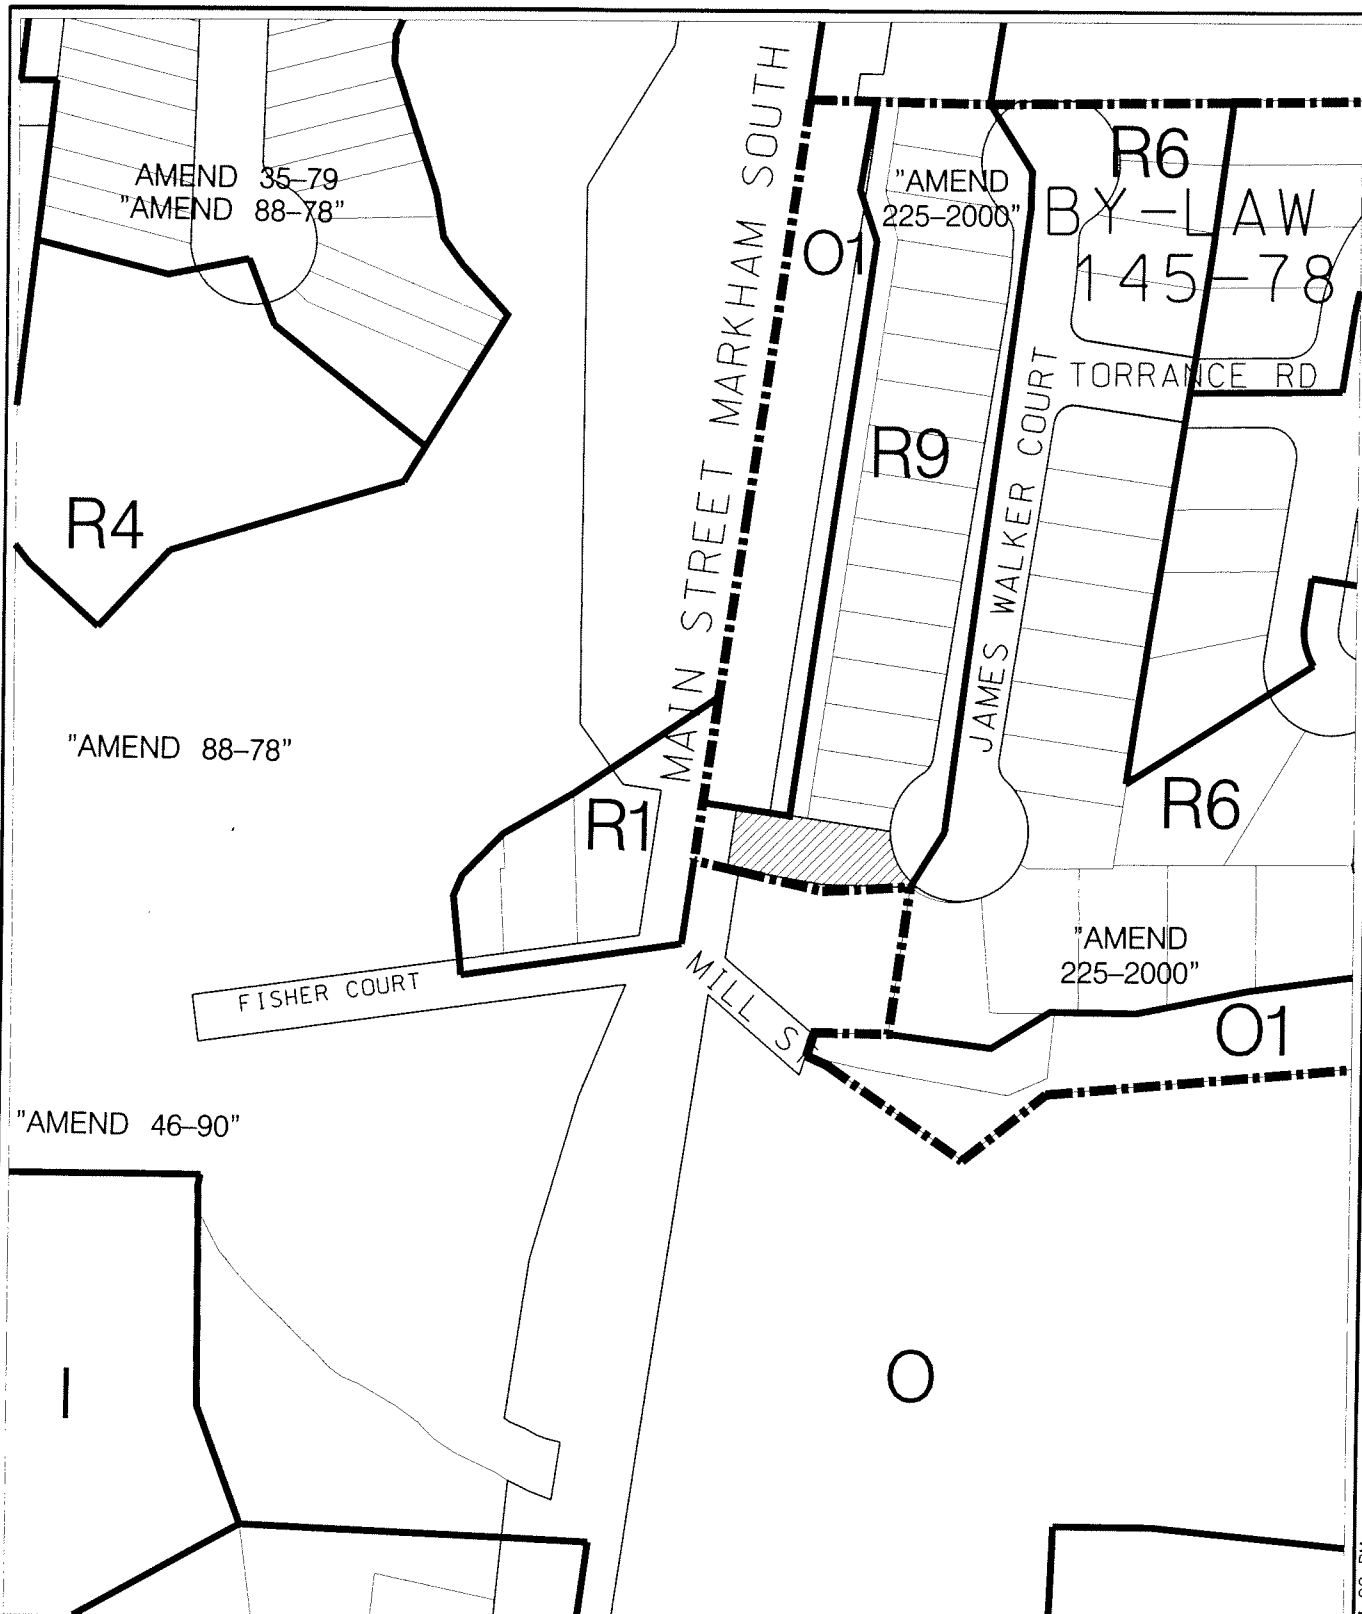 MAIN STREET MARKHAM SOUTH
R6
AMEND 35–79
"AMEND 88–78"
"AMEND
225–2000"
BY-LAW
145-78
O1
TORRANCE RD
JAMES WALKER COURT
R9
R4
"AMEND 88–78"
R1
R6
"AMEND
225–2000"
FISHER COURT
MILL
O1
"AMEND 46–90"
I
O